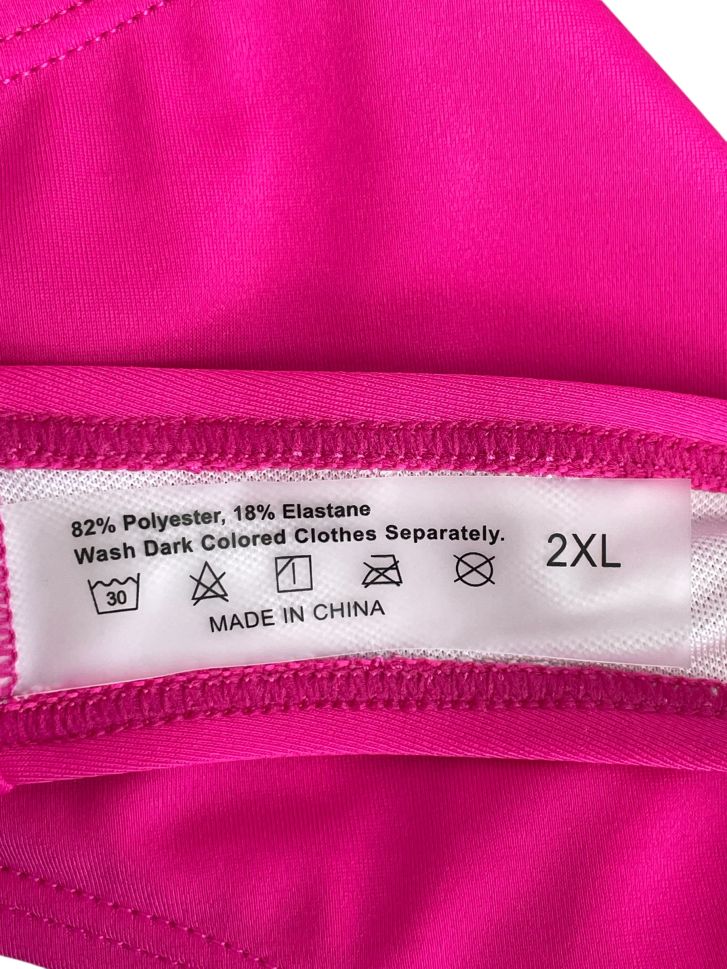 82% Polyester, 18% Elastane
Wash Dark Colored Clothes Separately.
2XL
30
MADE IN CHINA